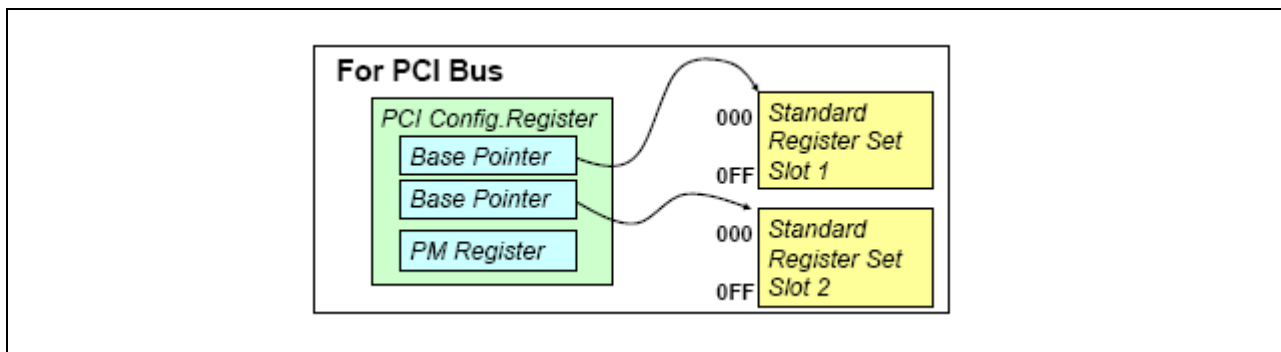 For PCI Bus
PCI Config.Register
Base Pointer
Base Pointer
PM Register
000
Standard
Register Set
0FF
Slot 1
000
Standard
Register Set
0FF
Slot 2